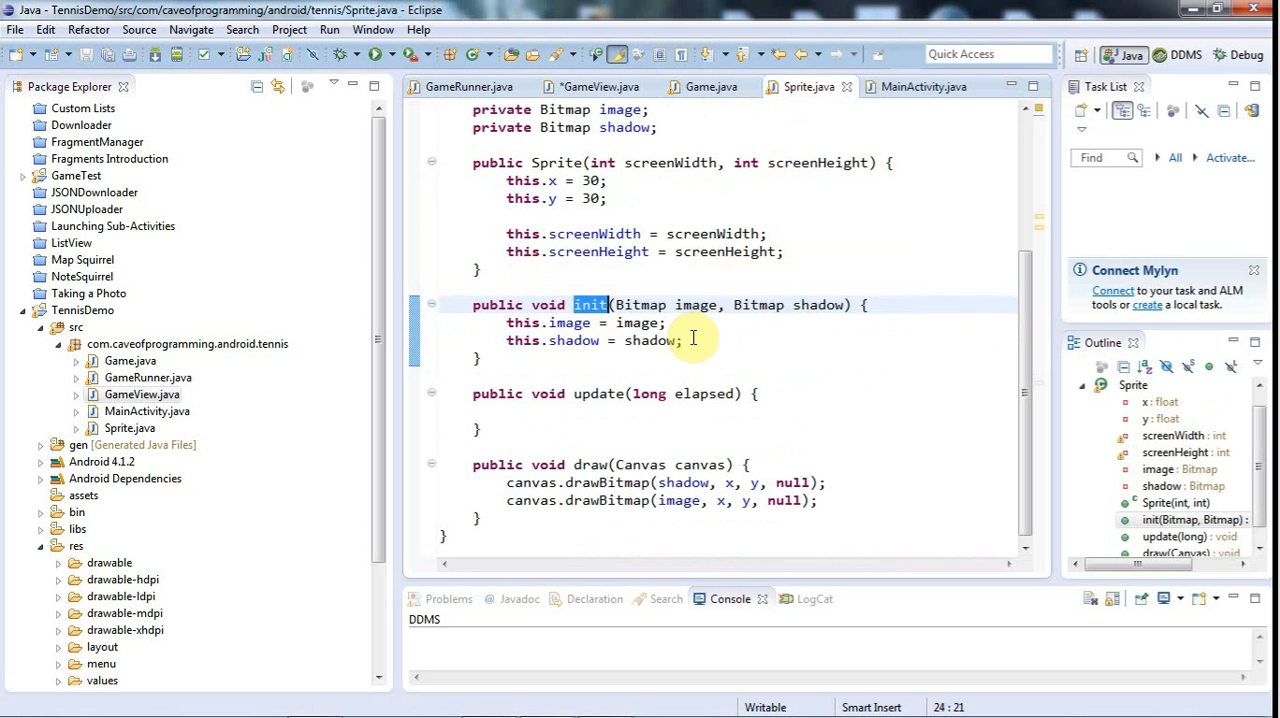 Java - TennisDemo/src/com/caveofprogramming/android/tennis/Sprite.java - Eclipse
File Edit Refactor Source Navigate Search Project Run Window Help
Quick Access
Java DDMS Debug
Package Explorer
Custom Lists
Downloader
FragmentManager
Fragments Introduction
GameTest
JSONDownloader
JSONUploader
Launching Sub-Activities
ListView
Map Squirrel
NoteSquirrel
Taking a Photo
TennisDemo
src
com.caveofprogramming.android.tennis
Game.java
GameRunner.java
GameView.java
MainActivity.java
Sprite.java
gen [Generated Java Files]
Android 4.1.2
Android Dependencies
assets
bin
libs
res
drawable
drawable-hdpi
drawable-ldpi
drawable-mdpi
drawable-xhdpi
layout
menu
values
GameRunner.java *GameView.java Game.java Sprite.java MainActivity.java
private Bitmap image;
private Bitmap shadow;
public Sprite(int screenWidth, int screenHeight) {
this.x = 30;
this.y = 30;
this.screenWidth = screenWidth;
this.screenHeight = screenHeight;
}
public void init(Bitmap image, Bitmap shadow) {
this.image = image;
this.shadow = shadow;
}
public void update(long elapsed) {
}
public void draw(Canvas canvas) {
canvas.drawBitmap(shadow, x, y, null);
canvas.drawBitmap(image, x, y, null);
}
}
Task List
Find All Activate...
Connect Mylyn
Connect to your task and ALM
tools or create a local task.
Outline
Sprite
x : float
y : float
screenWidth : int
screenHeight : int
image : Bitmap
shadow : Bitmap
Sprite(int, int)
init(Bitmap, Bitmap) :
update(long) : void
draw(Canvas) : void
Problems Javadoc Declaration Search Console LogCat
DDMS
Writable Smart Insert 24 : 21